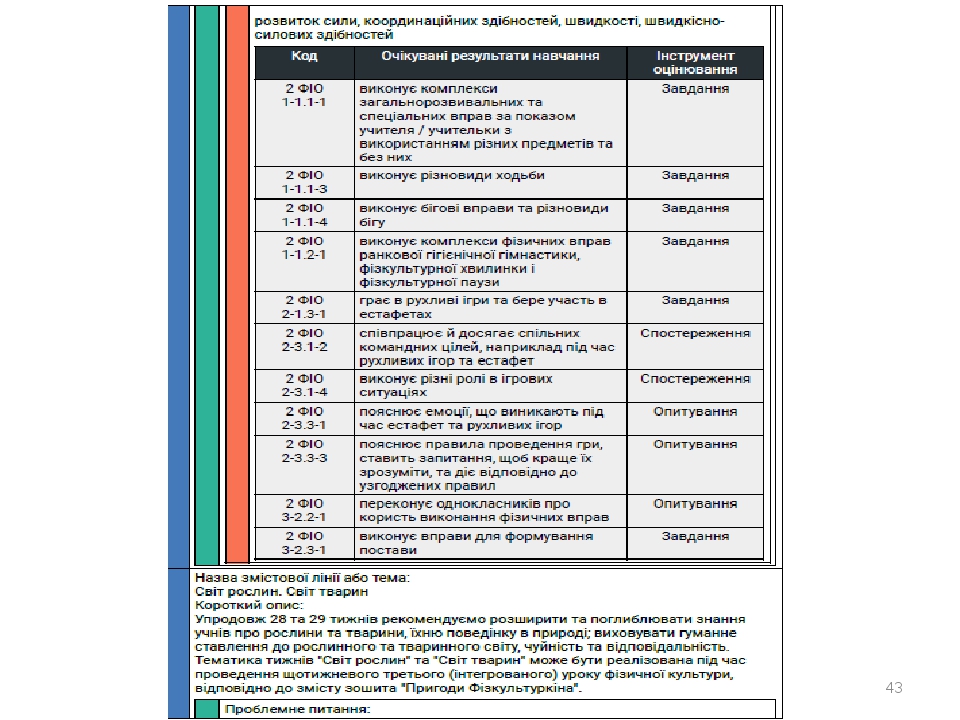 розвиток сили, координаційних здібностей, швидкості, швидкісно-
силових здібностей
Код Очікувані результати навчання Інструмент
оцінювання
2 ФІО виконує комплекси Завдання
1-1.1-1 загальнорозвивальних та
спеціальних вправ за показом
учителя / учительки з
використанням різних предметів та
без них
2 ФІО виконує різновиди ходьби Завдання
1-1.1-3
2 ФІО виконує бігові вправи та різновиди Завдання
1-1.1-4 бігу
2 ФІО виконує комплекси фізичних вправ Завдання
1-1.2-1 ранкової гігієнічної гімнастики,
фізкультурної хвилинки і
фізкультурної паузи
2 ФІО грає в рухливі ігри та бере участь в Завдання
2-1.3-1 естафетах
2 ФІО співпрацює й досягає спільних Спостереження
2-3.1-2 командних цілей, наприклад під час
рухливих ігор та естафет
2 ФІО виконує різні ролі в ігрових Спостереження
2-3.1-4 ситуаціях
2 ФІО пояснює емоції, що виникають під Опитування
2-3.3-1 час естафет та рухливих ігор
2 ФІО пояснює правила проведення гри, Опитування
2-3.3-3 ставить запитання, щоб краще їх
зрозуміти, та діє відповідно до
узгоджених правил
2 ФІО переконує однокласників про Опитування
3-2.2-1 користь виконання фізичних вправ
2 ФІО виконує вправи для формування Завдання
3-2.3-1 постави
Назва змістової лінії або тема:
Світ рослин. Світ тварин
Короткий опис:
Упродовж 28 та 29 тижнів рекомендуємо розширити та поглиблювати знання
учнів про рослини та тварини, їхню поведінку в природі; виховувати гуманне
ставлення до рослинного та тваринного світу, чуйність та відповідальність.
Тематика тижнів "Світ рослин" та "Світ тварин" може бути реалізована під час
проведення щотижневого третього (інтегрованого) уроку фізичної культури,
відповідно до змісту зошита "Пригоди Фізкультуркіна".
Проблемне питання:
43